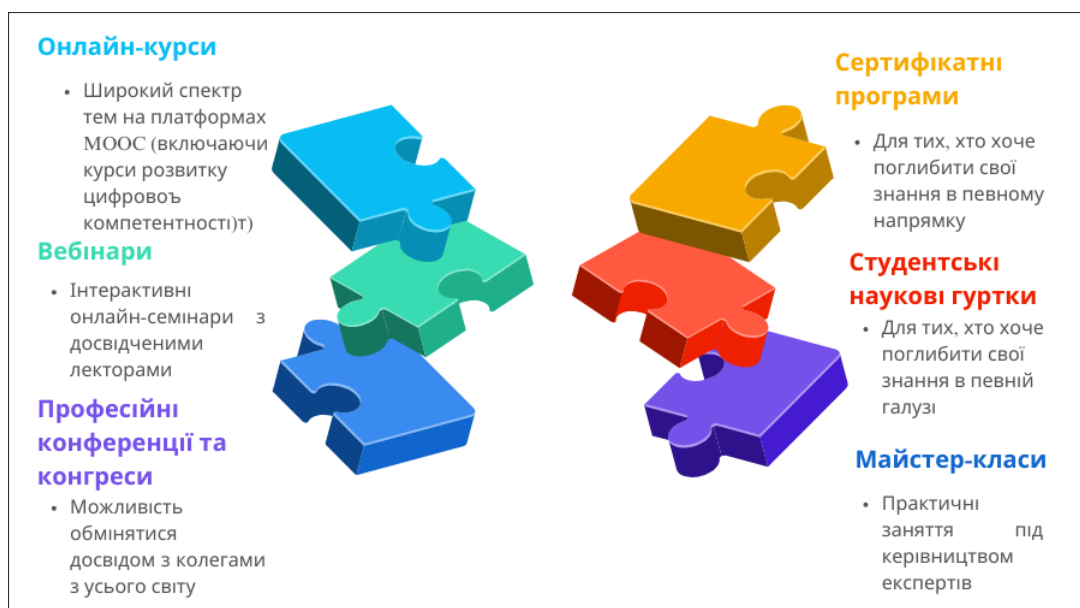 Онлайн-курси
• Широкий спектр
тем на платформах
МООС (включаючи
курси розвитку
цифровоъ
компетентності)т)
Вебінари
• Інтерактивні
онлайн-семінари з
досвідченими
лекторами
Професійні
конференції та
конгреси
• Можливість
обмінятися
досвідом з колегами
з усього світу
Сертифікатні
програми
• Для тих, хто хоче
поглибити свої
знання в певному
напрямку
Студентські
наукові гуртки
• Для тих, хто хоче
поглибити свої
знання в певній
галузі
Майстер-класи
• Практичні
заняття під
керівництвом
експертів